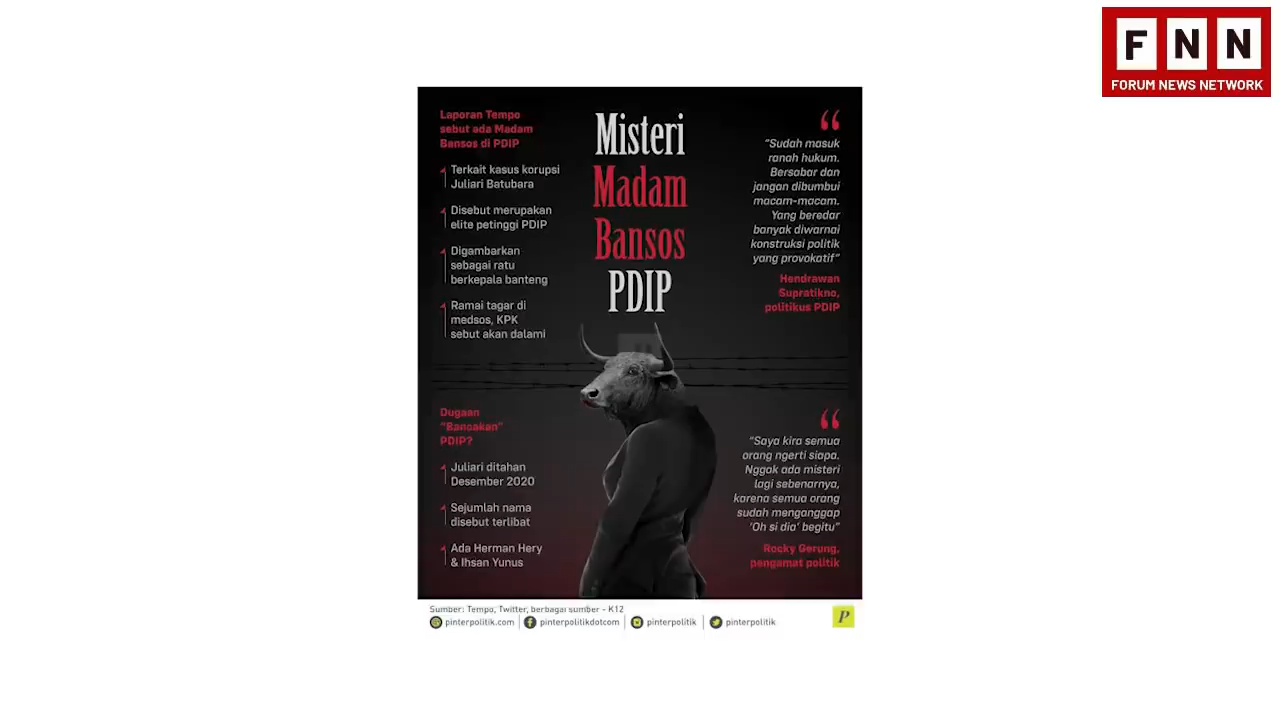 FNN
FORUM NEWS NETWORK
Misteri
Madam
Bansos
PDIP
Laporan Tempo
sebut ada Madam
Bansos di PDIP
Terkait kasus korupsi
Juliari Batubara
Disebut merupakan
elite petinggi PDIP
Digambarkan
sebagai ratu
berkepala banteng
Ramai tagar di
medsos, KPK
sebut akan dalami
Dugaan
"Bancakan"
PDIP?
Juliari ditahan
Desember 2020
Sejumlah nama
disebut terlibat
Ada Herman Hery
& Ihsan Yunus
"Sudah masuk
ranah hukum.
Bersabar dan
jangan dibumbui
macam-macam.
Yang beredar
banyak diwarnai
konstruksi politik
yang provokatif"
Hendrawan
Supratikno,
politikus PDIP
"Saya kira semua
orang ngerti siapa.
Nggak ada misteri
lagi sebenarnya,
karena semua orang
sudah menganggap
'Oh si dia' begitu"
Rocky Gerung,
pengamat politik
Sumber: Tempo, Twitter, berbagai sumber - K12
pinterpolitik.com
pinterpolitikdotcom
pinterpolitik
pinterpolitik
P